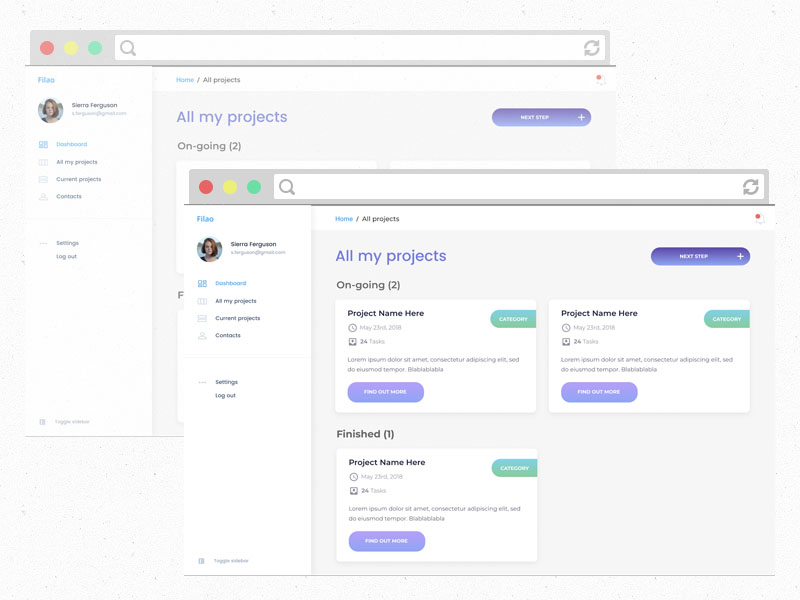 Filao
Home / All projects
Sierra Ferguson
s.ferguson@gmail.com
All my projects
NEXT STEP +
Dashboard
On-going (2)
All my projects
Current projects
Contacts
Settings
Log out
F
Toggle sidebar
Filao
Home / All projects
Sierra Ferguson
s.ferguson@gmail.com
All my projects
NEXT STEP +
Dashboard
All my projects
Current projects
Contacts
Settings
Log out
Toggle sidebar
On-going (2)
Project Name Here
CATEGORY
May 23rd, 2018
24 Tasks
Lorem ipsum dolor sit amet, consectetur adipiscing elit, sed
do eiusmod tempor. Blablablabla
FIND OUT MORE
Project Name Here
CATEGORY
May 23rd, 2018
24 Tasks
Lorem ipsum dolor sit amet, consectetur adipiscing elit, sed
do eiusmod tempor. Blablablabla
FIND OUT MORE
Finished (1)
Project Name Here
CATEGORY
May 23rd, 2018
24 Tasks
Lorem ipsum dolor sit amet, consectetur adipiscing elit, sed
do eiusmod tempor. Blablablabla
FIND OUT MORE